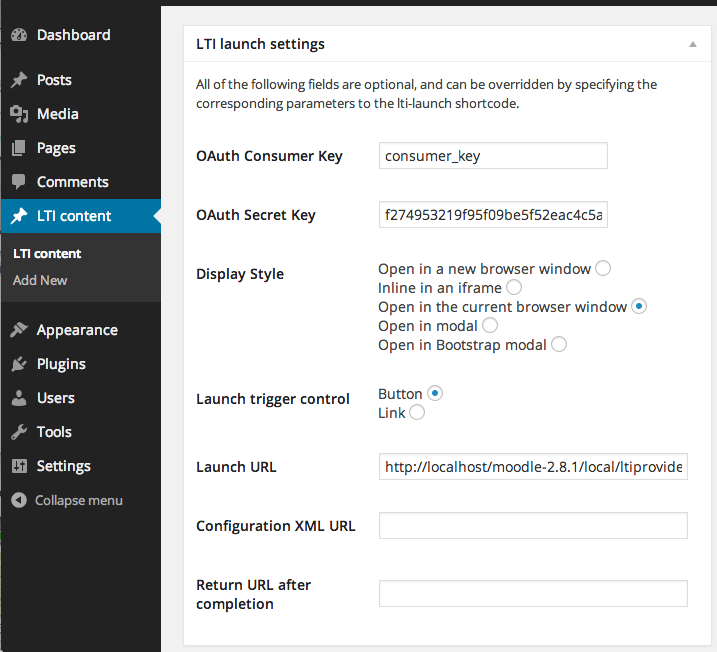 Dashboard
Posts
Media
Pages
Comments
LTI content
LTI content
Add New
Appearance
Plugins
Users
Tools
Settings
Collapse menu
LTI launch settings
All of the following fields are optional, and can be overridden by specifying the
corresponding parameters to the lti-launch shortcode.
OAuth Consumer Key
consumer_key
OAuth Secret Key
f274953219f95f09be5f52eac4c5a
Display Style
Open in a new browser window
Inline in an iframe
Open in the current browser window
Open in modal
Open in Bootstrap modal
Launch trigger control
Button
Link
Launch URL
http://localhost/moodle-2.8.1/local/ltiprovide
Configuration XML URL
Return URL after
completion